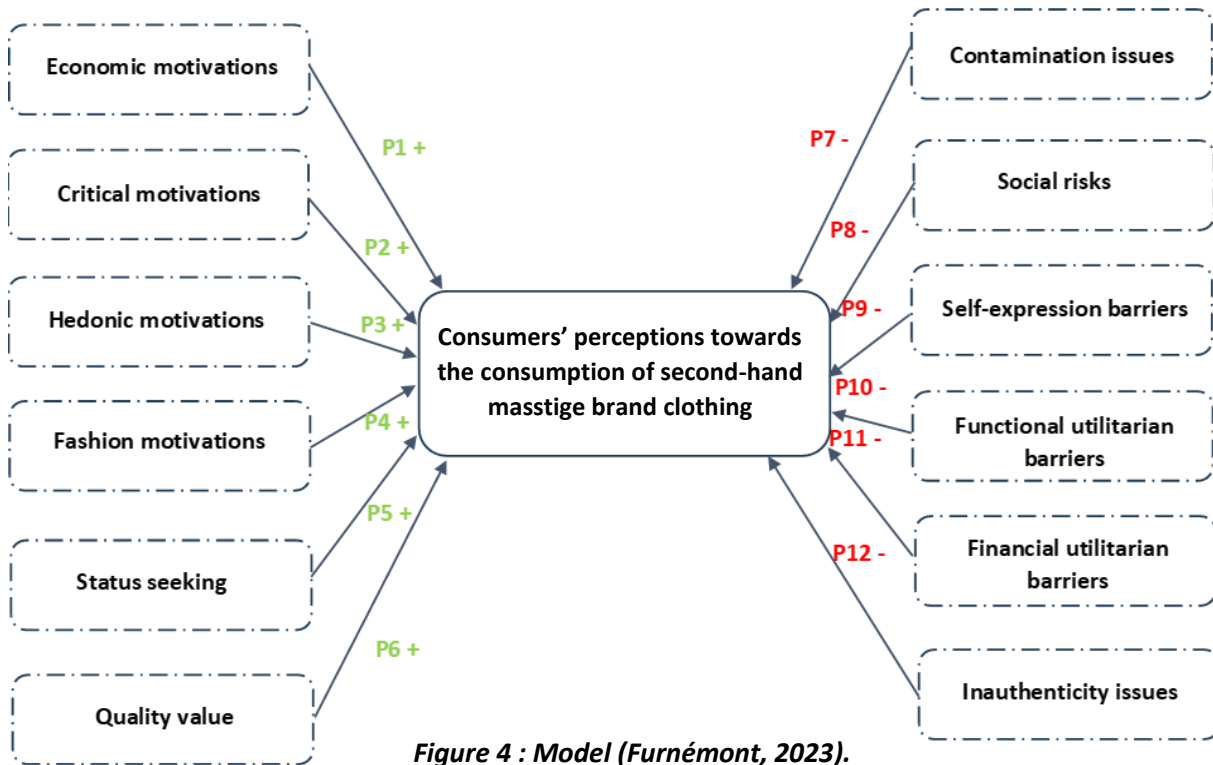 Economic motivations
Critical motivations
Hedonic motivations
Fashion motivations
Status seeking
Quality value
P1 +
P2 +
P3 +
P4 +
P5 +
P6 +
Consumers’ perceptions towards
the consumption of second-hand
masstige brand clothing
P7 -
P8 -
P9 -
P10 -
P11 -
P12 -
Contamination issues
Social risks
Self-expression barriers
Functional utilitarian
barriers
Financial utilitarian
barriers
Inauthenticity issues
Figure 4 : Model (Furnémont, 2023).